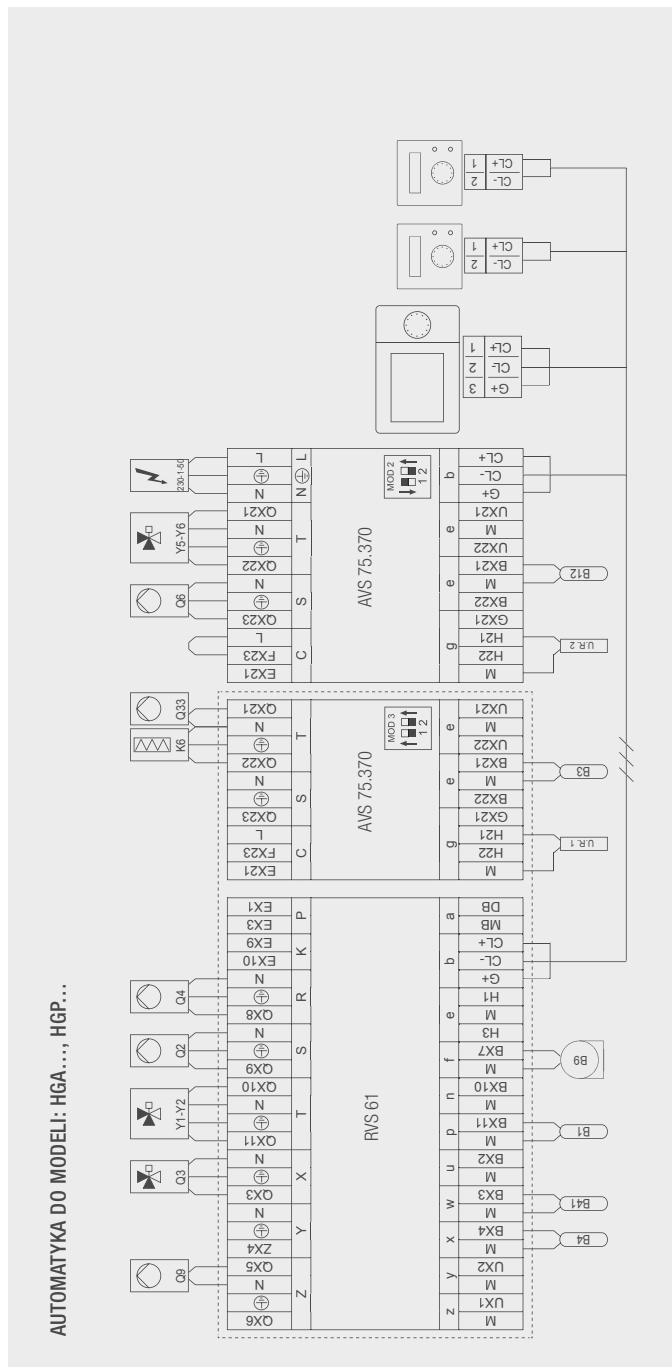 AUTOMATYKA DO MODELI: HGA..., HGP...
Q9 Q3 Y1-Y2 Q2 Q4 K6 Q33 Q6 Y5-Y6 230-1-50
QX6 N QX5 ZX4 N QX3 N QX11 N QX10 QX9 N QX8 N EX10 EX9 EX3 EX1
Z Y X T S R K P
RVS 61
z y x w u p n f e b a
M UX1 M UX2 M BX4 M BX3 M BX2 M BX11 M BX10 M BX7 H3 M H1 G+ CL- CL+ MB DB
B4 B41 B1 B9
EX21 FX23 L QX23 N QX22 N QX21
C S T
AVS 75.370
MOD 3
1 2
g e e
M H22 H21 GX21 BX22 M BX21 UX22 M UX21
U.R.1 B3
EX21 FX23 L QX23 N QX22 N QX21 N L
C S T N L
AVS 75.370
MOD 2
1 2
g e e b
M H22 H21 GX21 BX22 M BX21 UX22 M UX21 G+ CL- CL+
U.R.2 B12
3 2 1
G+ CL- CL+
2 1
CL- CL+
2 1
CL- CL+